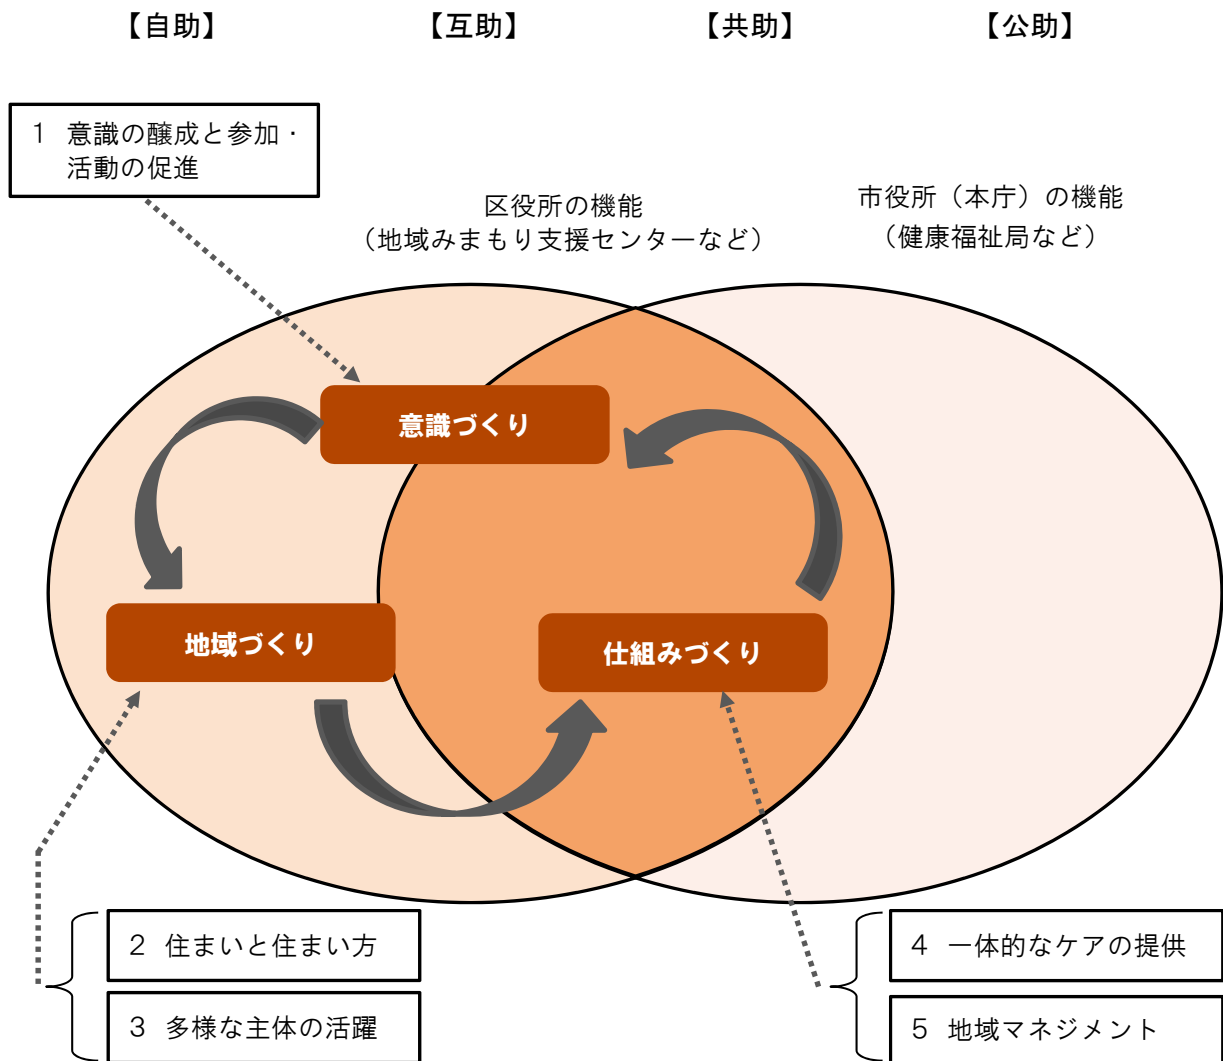 【自助】 【互助】 【共助】 【公助】
1 意識の醸成と参加・
活動の促進
区役所の機能
（地域みまもり支援センターなど）
市役所（本庁）の機能
（健康福祉局など）
意識づくり
地域づくり
仕組みづくり
2 住まいと住まい方
3 多様な主体の活躍
4 一体的なケアの提供
5 地域マネジメント